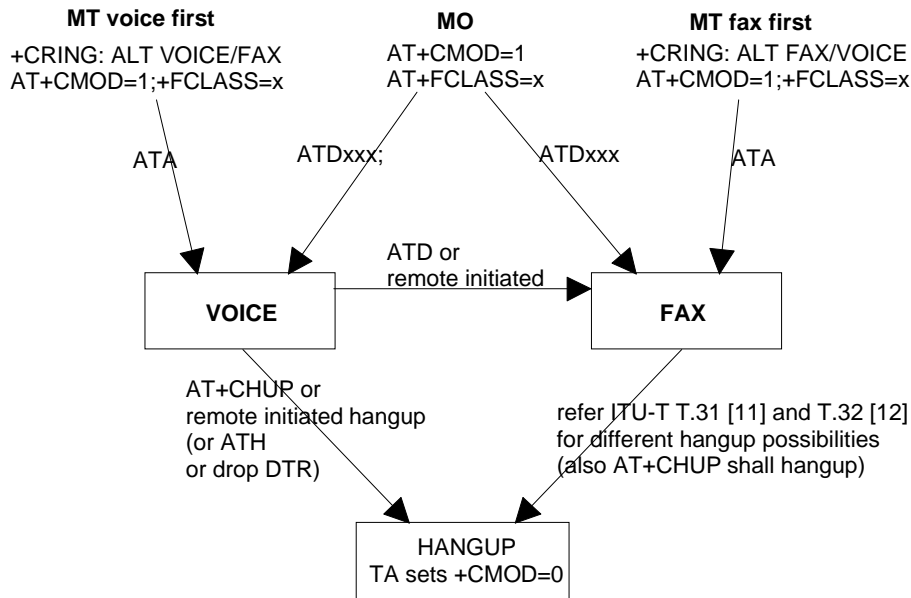 MT voice first
+CRING: ALT VOICE/FAX
AT+CMOD=1;+FCLASS=x
MO
AT+CMOD=1
AT+FCLASS=x
MT fax first
+CRING: ALT FAX/VOICE
AT+CMOD=1;+FCLASS=x
ATA
ATDxxx;
ATDxxx
ATA
ATD or
remote initiated
VOICE
FAX
AT+CHUP or
remote initiated hangup
(or ATH
or drop DTR)
refer ITU-T T.31 [11] and T.32 [12]
for different hangup possibilities
(also AT+CHUP shall hangup)
HANGUP
TA sets +CMOD=0